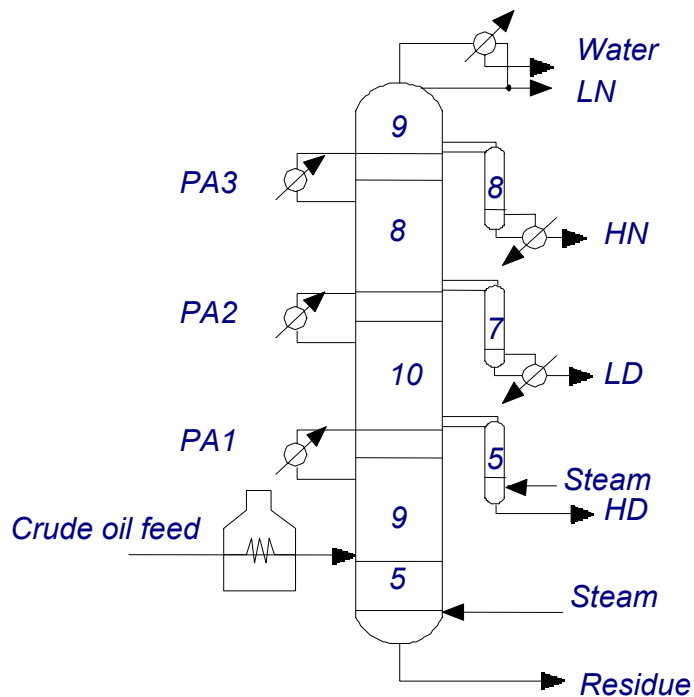 Water
LN
9
PA3
8
8
HN
PA2
7
10
LD
PA1
5
Steam
9
HD
Crude oil feed
5
Steam
Residue